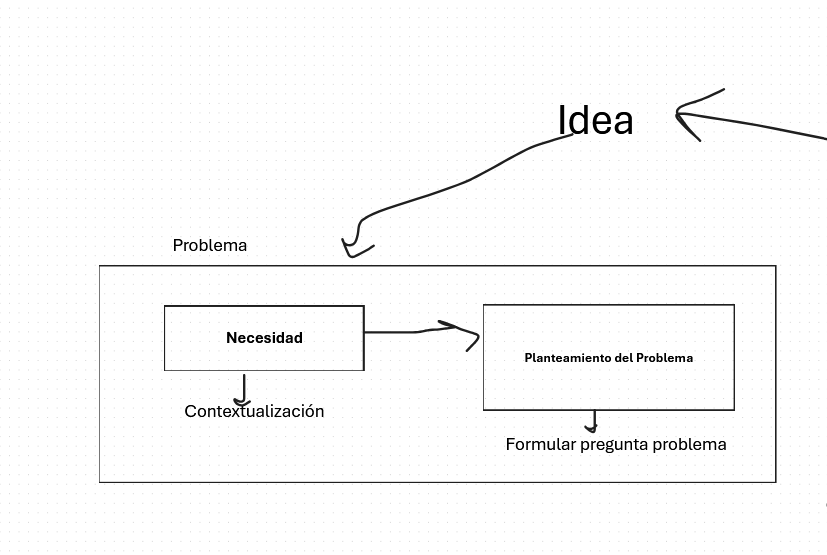 Idea
Problema
Necesidad
Planteamiento del Problema
Contextualización
Formular pregunta problema